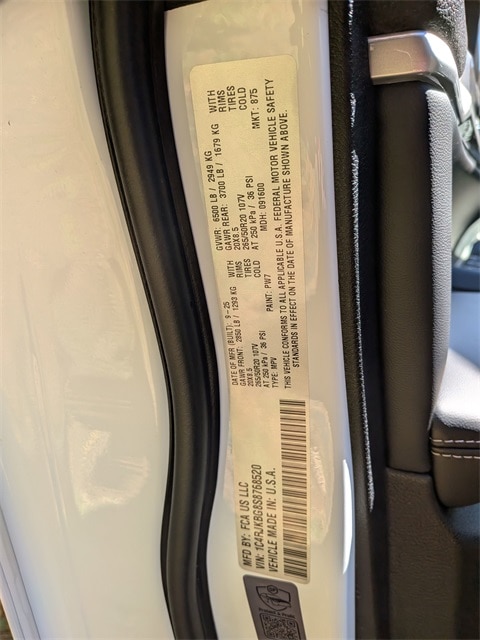 MFD BY: FCA US LLC
VIN: 1C4RJKBG8S8768520
VEHICLE MADE IN U.S.A.
DATE OF MFR (BUILT): 9-25
GAWR FRONT: 2850 LB / 1293 KG
WITH
20X8.5 RIMS
265/50R20 107V TIRES
AT 250 kPa / 36 PSI COLD
TYPE: MPV PAINT: PW7
GVWR: 6500 LB / 2949 KG
GAWR REAR: 3700 LB / 1679 KG
WITH
20X8.5 RIMS
265/50R20 107V TIRES
AT 250 kPa / 36 PSI COLD
MDH: 091600 MKT: 875
THIS VEHICLE CONFORMS TO ALL APPLICABLE U.S.A. FEDERAL MOTOR VEHICLE SAFETY
STANDARDS IN EFFECT ON THE DATE OF MANUFACTURE SHOWN ABOVE.